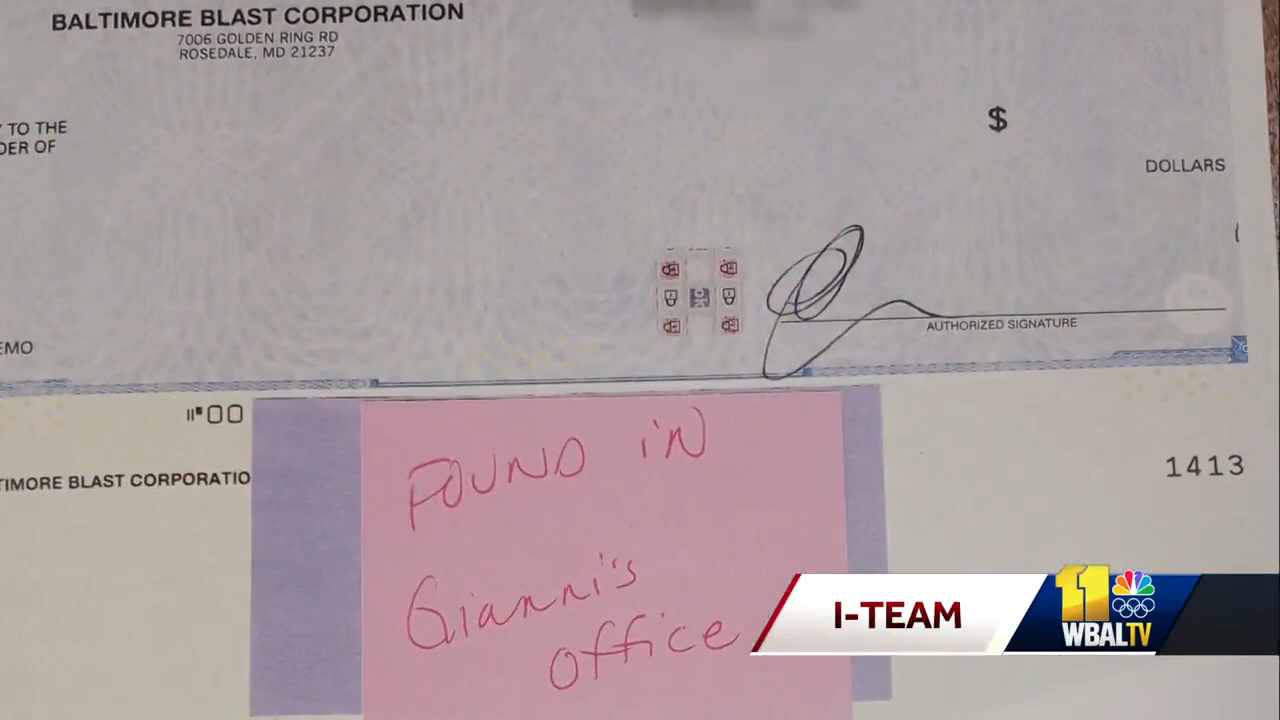 BALTIMORE BLAST CORPORATION
7006 GOLDEN RING RD
ROSEDALE, MD 21237
TO THE
DER OF
$
DOLLARS
ok
AUTHORIZED SIGNATURE
EMO
⑈00
TIMORE BLAST CORPORATIO
1413
FOUND IN
Gianni's
office
I-TEAM
11
WBALTV